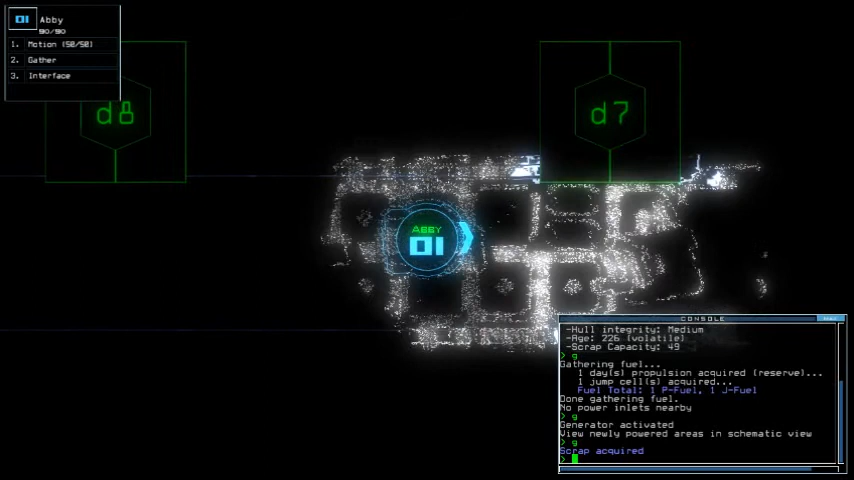 01 Abby
90/90
1. Motion (50/50)
2. Gather
3. Interface
d8
d7
Abby
01
CONSOLE
-Hull integrity: Medium
-Age: 226 (volatile)
-Scrap Capacity: 49
> g
Gathering fuel...
1 day(s) propulsion acquired (reserve)...
1 jump cell(s) acquired...
Fuel Total: 1 P-Fuel, 1 J-Fuel
Done gathering fuel.
No power inlets nearby
> g
Generator activated
View newly powered areas in schematic view
> g
Scrap acquired
>